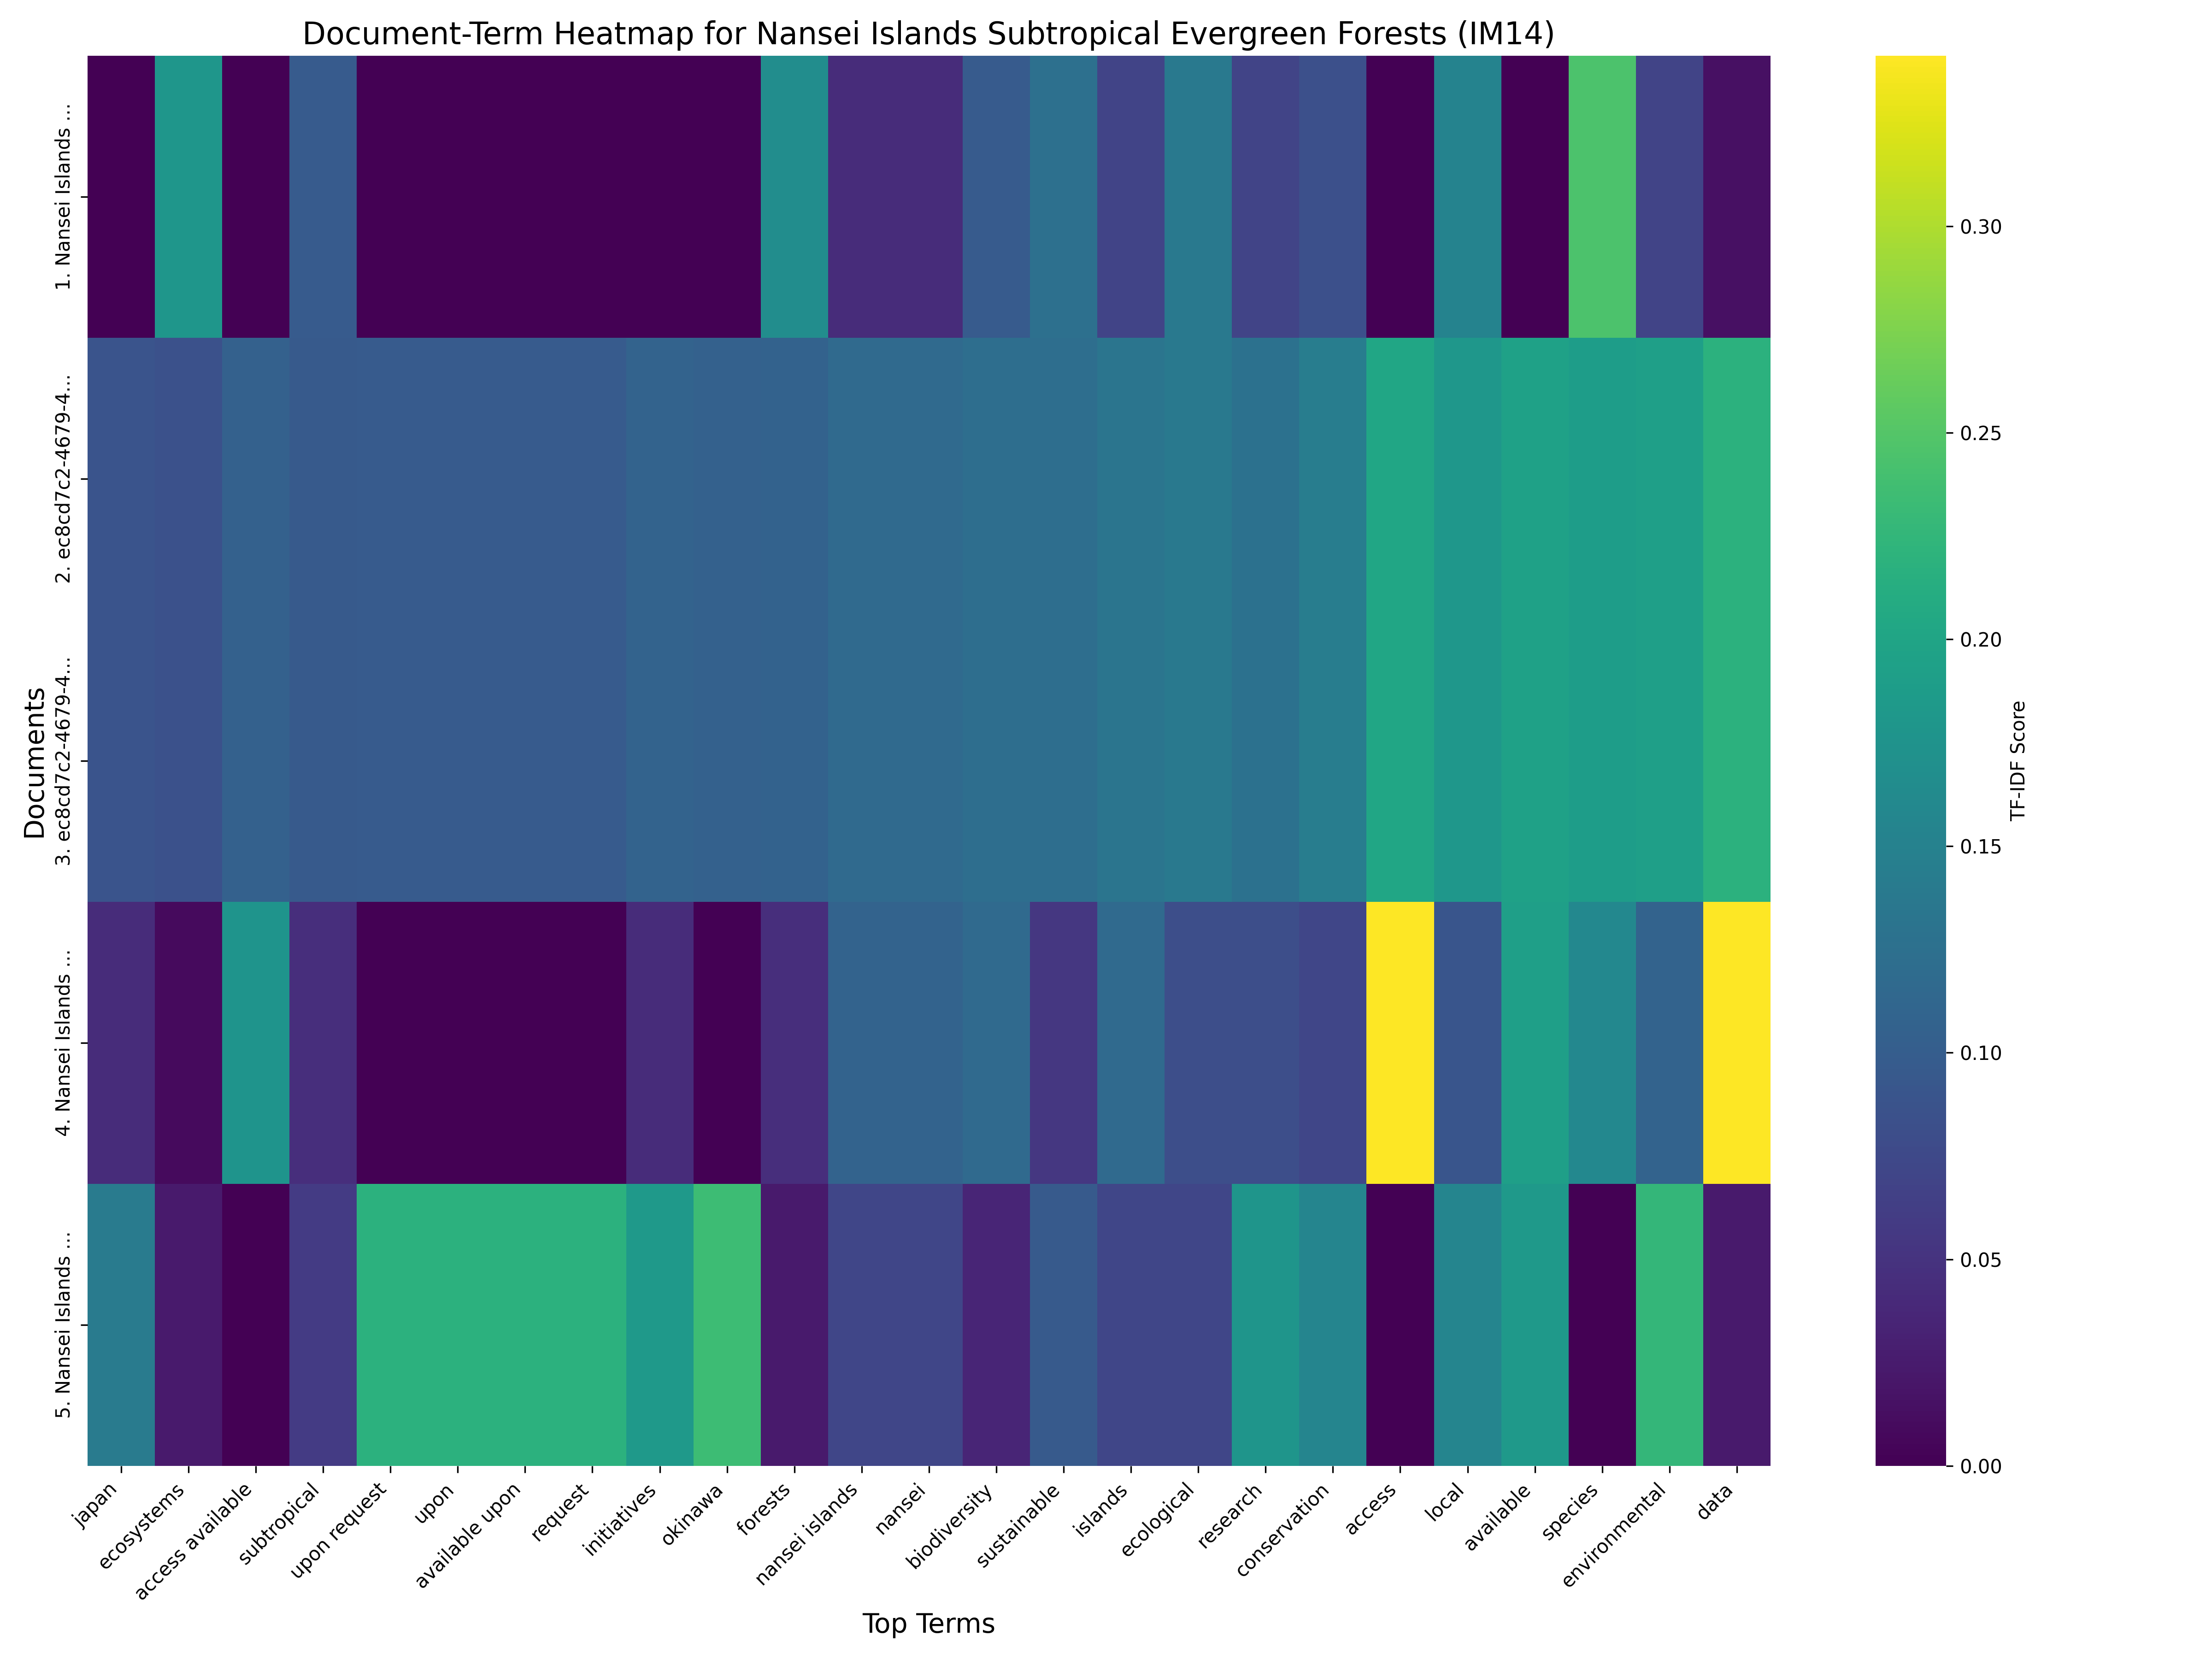 Document-Term Heatmap for Nansei Islands Subtropical Evergreen Forests (IM14)
Documents
1. Nansei Islands ...
2. ec8cd7c2-4679-4...
3. ec8cd7c2-4679-4...
4. Nansei Islands ...
5. Nansei Islands ...
japan
ecosystems
access available
subtropical
upon request
upon
available upon
request
initiatives
okinawa
forests
nansei islands
nansei
biodiversity
sustainable
islands
ecological
research
conservation
access
local
available
species
environmental
data
Top Terms
0.30
0.25
0.20
0.15
0.10
0.05
0.00
TF-IDF Score